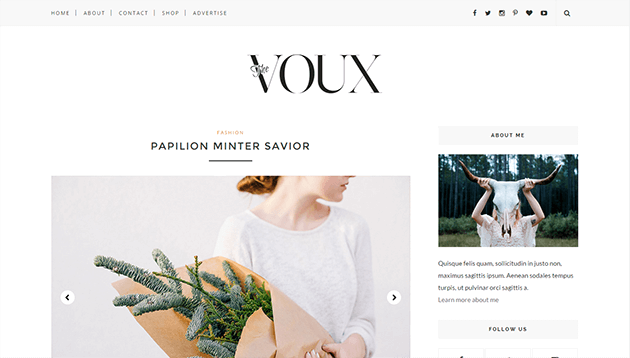 HOME | ABOUT | CONTACT | SHOP | ADVERTISE
The VOUX
FASHION
PAPILION MINTER SAVIOR
ABOUT ME
Quisque felis quam, sollicitudin in justo non,
maximus sagittis ipsum. Aenean sodales tempus
turpis, ut pulvinar orci sagittis a.
Learn more about me
FOLLOW US